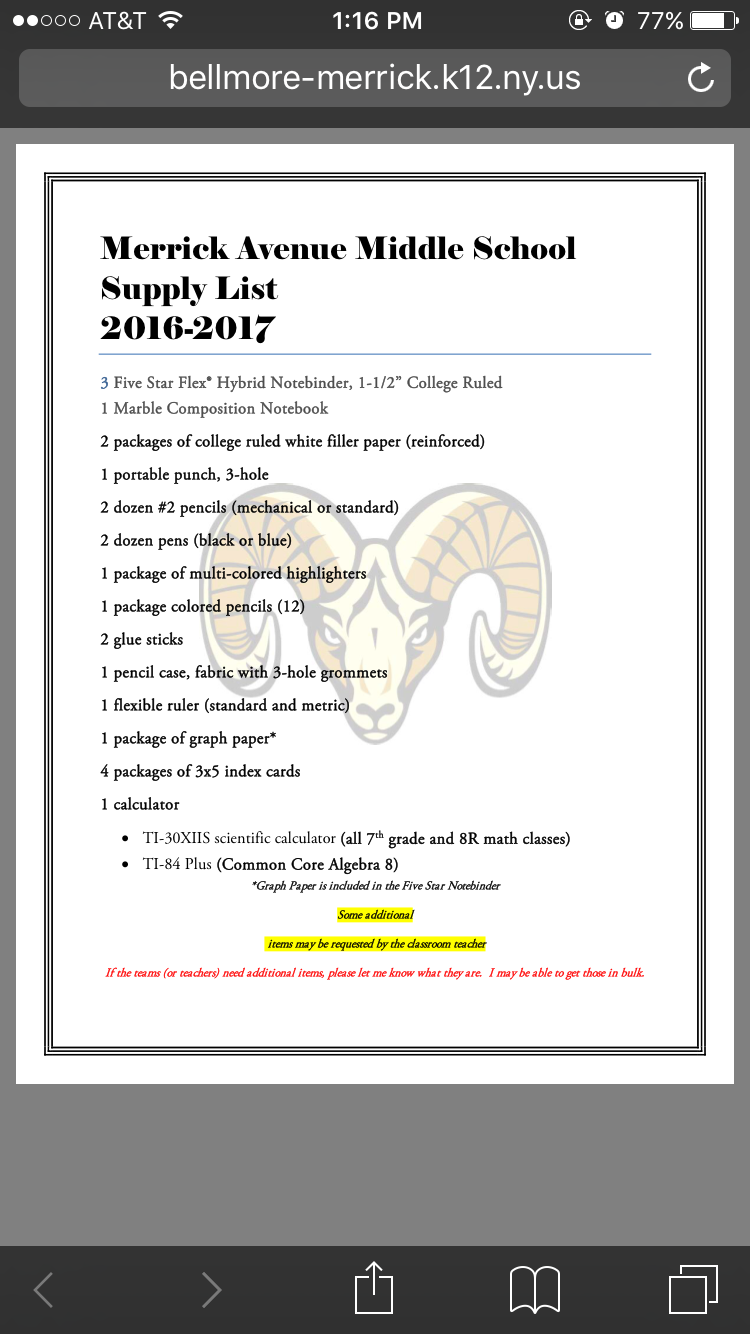 AT&T 1:16 PM 77%
bellmore-merrick.k12.ny.us
Merrick Avenue Middle School
Supply List
2016-2017
3 Five Star Flex® Hybrid Notebinder, 1-1/2” College Ruled
1 Marble Composition Notebook
2 packages of college ruled white filler paper (reinforced)
1 portable punch, 3-hole
2 dozen #2 pencils (mechanical or standard)
2 dozen pens (black or blue)
1 package of multi-colored highlighters
1 package colored pencils (12)
2 glue sticks
1 pencil case, fabric with 3-hole grommets
1 flexible ruler (standard and metric)
1 package of graph paper*
4 packages of 3x5 index cards
1 calculator
• TI-30XIIS scientific calculator (all 7th grade and 8R math classes)
• TI-84 Plus (Common Core Algebra 8)
*Graph Paper is included in the Five Star Notebinder
Some additional
items may be requested by the classroom teacher
If the teams (or teachers) need additional items, please let me know what they are. I may be able to get those in bulk.